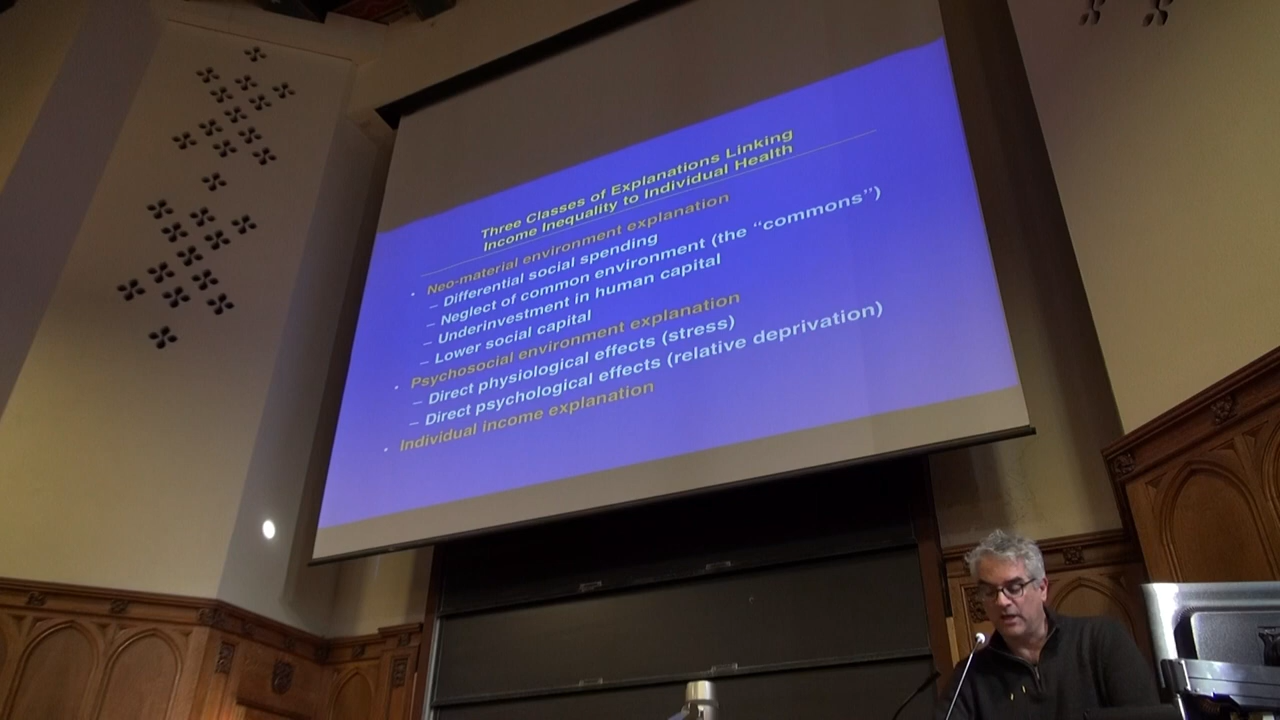 Three Classes of Explanations Linking
Income Inequality to Individual Health
• Neo-material environment explanation
– Differential social spending
– Neglect of common environment (the “commons”)
– Underinvestment in human capital
– Lower social capital
• Psychosocial environment explanation
– Direct physiological effects (stress)
– Direct psychological effects (relative deprivation)
• Individual income explanation